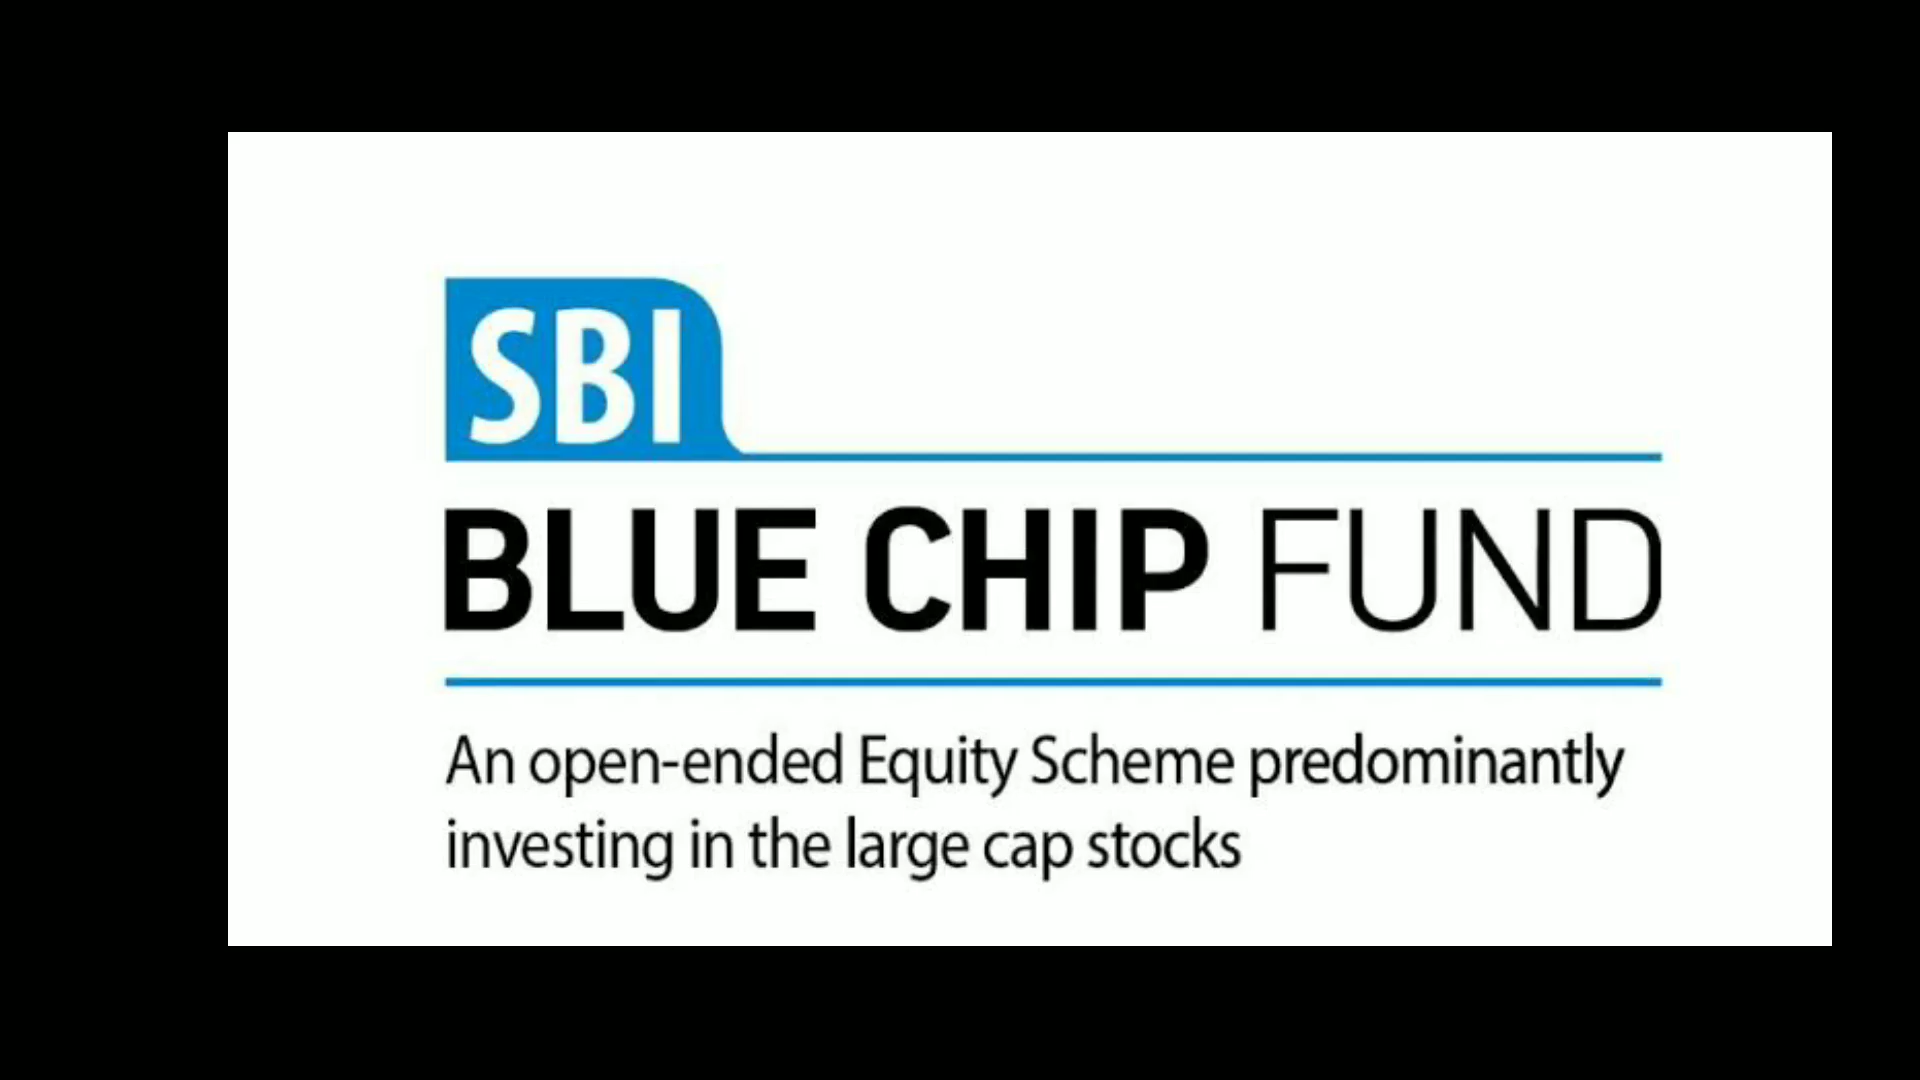 SBI
BLUE CHIP FUND
An open-ended Equity Scheme predominantly
investing in the large cap stocks